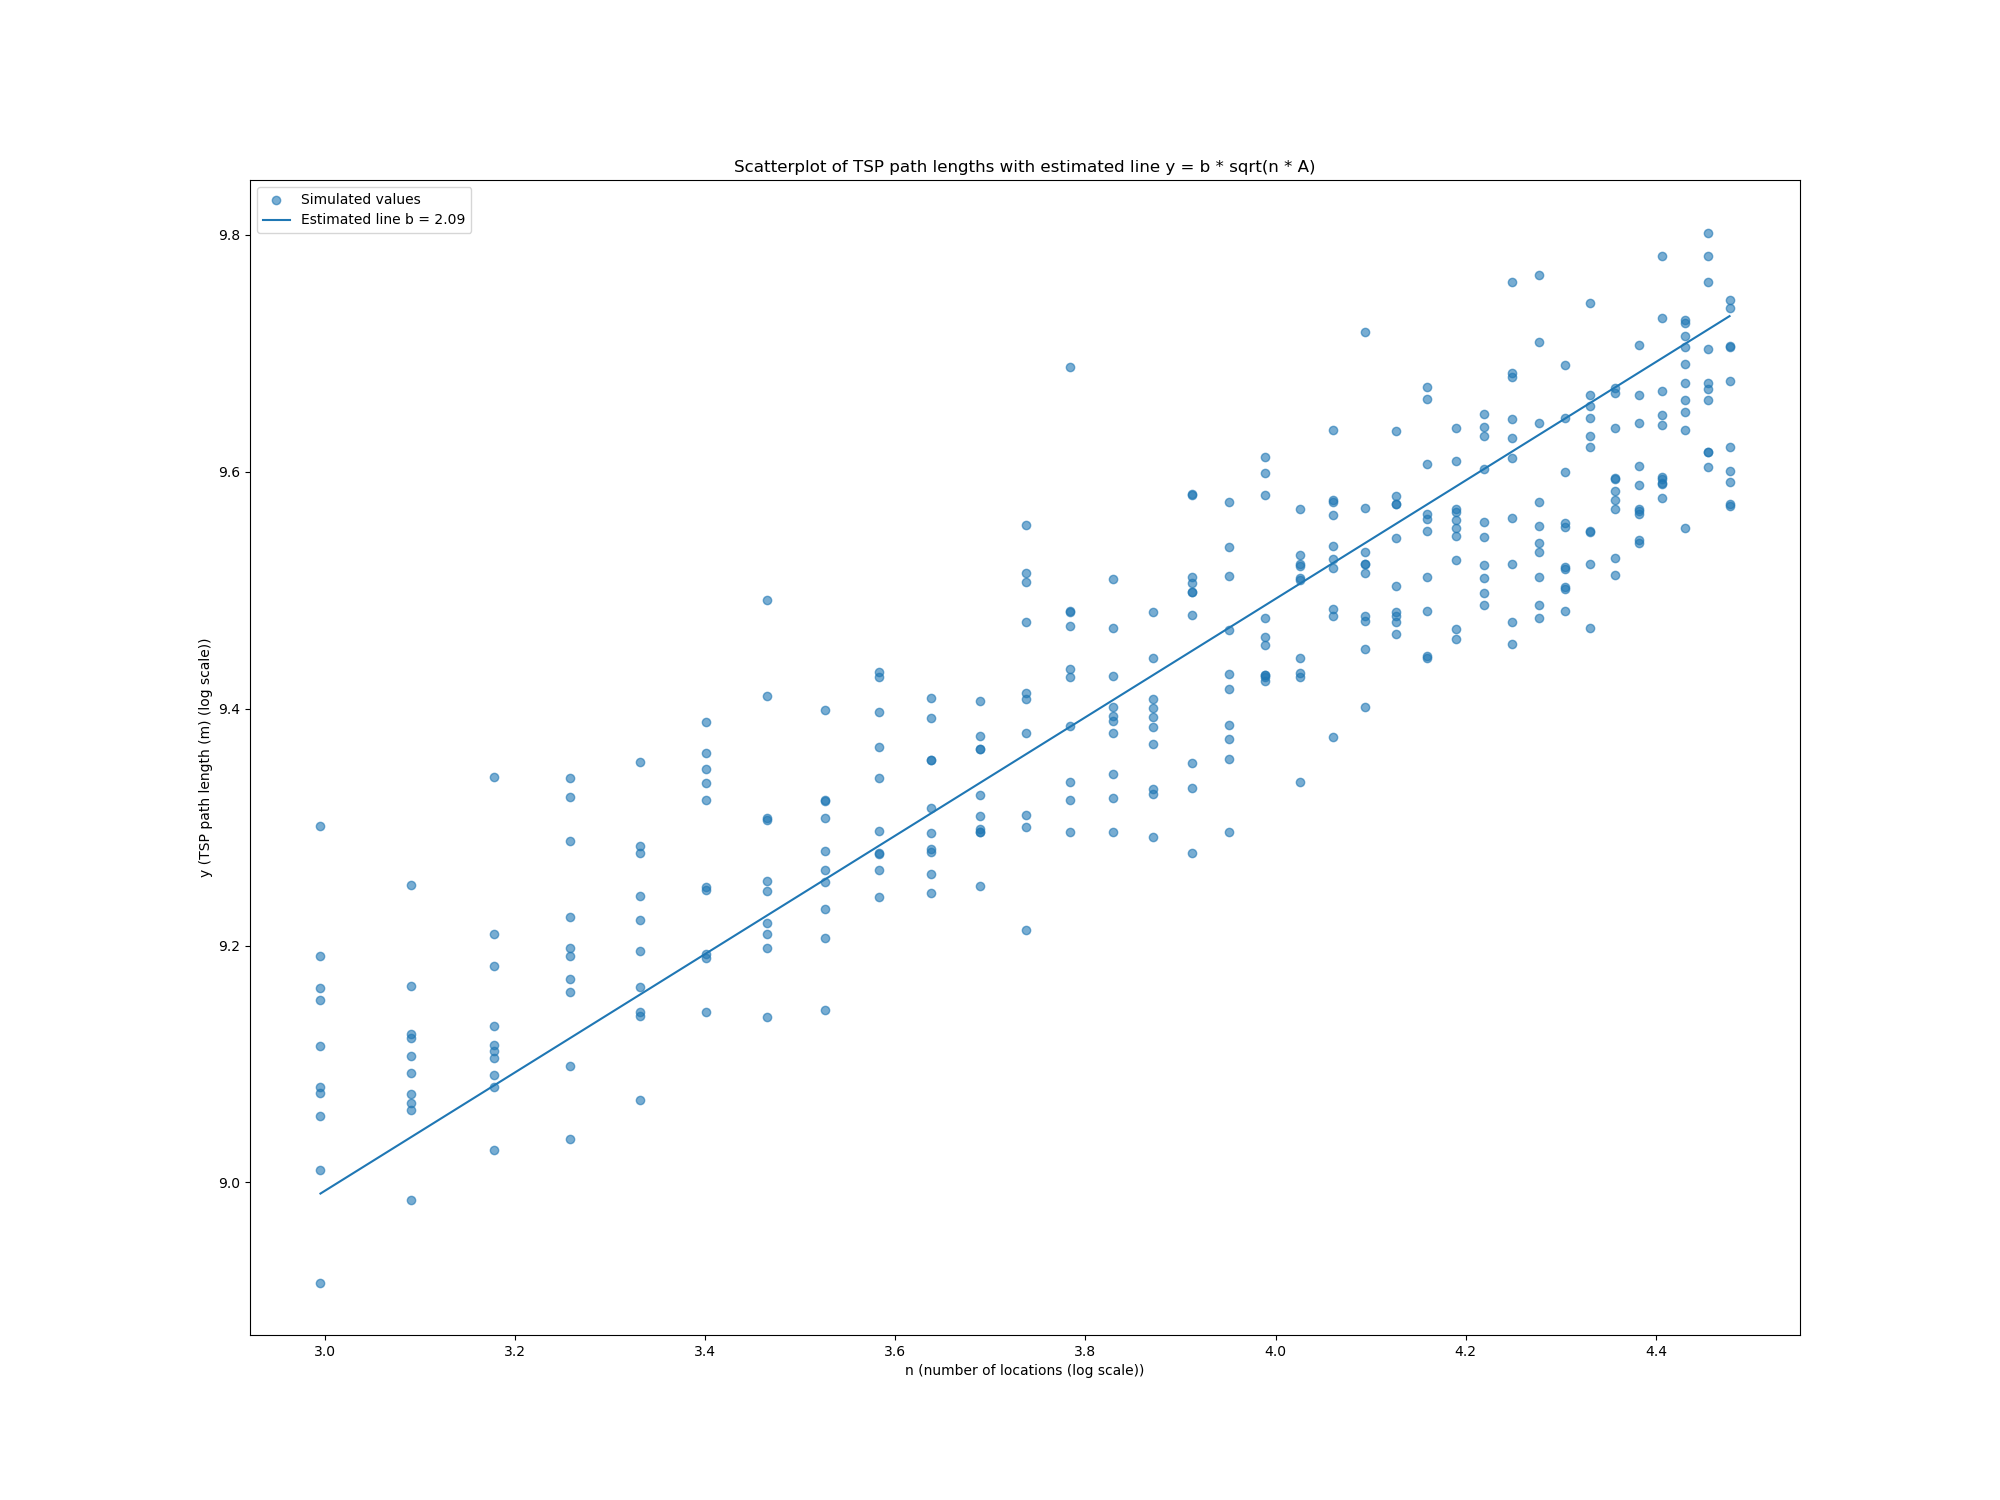 Scatterplot of TSP path lengths with estimated line y = b * sqrt(n * A)
Simulated values
Estimated line b = 2.09
9.8
9.6
9.4
9.2
9.0
y (TSP path length (m) (log scale))
3.0 3.2 3.4 3.6 3.8 4.0 4.2 4.4
n (number of locations (log scale))